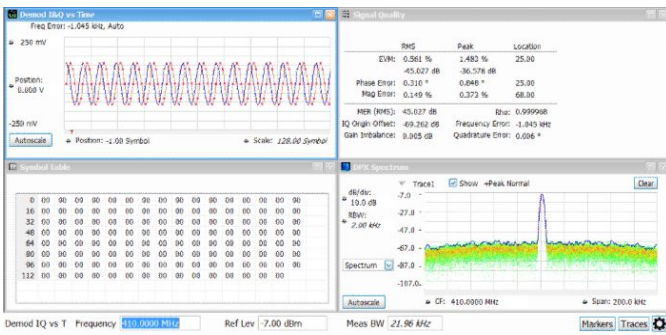 Demod I&Q vs Time
Freq Error: -1.045 kHz, Auto
250 mV
Position:
0.000 V
-250 mV
Autoscale
Position: -1.00 Symbol
Scale: 128.00 Symbol
Signal Quality
RMS Peak Location
EVM: 0.561 % 1.483 % 25.00
-45.027 dB -36.578 dB
Phase Error: 0.310 ° 0.848 ° 25.00
Mag Error: 0.149 % 0.373 % 68.00
MER (RMS): 45.027 dB Rho: 0.999968
IQ Origin Offset: -69.262 dB Frequency Error: -1.045 kHz
Gain Imbalance: 0.005 dB Quadrature Error: 0.006 °
Symbol Table
0 00 00 00 00 00 00 00 00 00 00 00 00 00 00 00 00
16 00 00 00 00 00 00 00 00 00 00 00 00 00 00 00 00
32 00 00 00 00 00 00 00 00 00 00 00 00 00 00 00 00
48 00 00 00 00 00 00 00 00 00 00 00 00 00 00 00 00
64 00 00 00 00 00 00 00 00 00 00 00 00 00 00 00 00
80 00 00 00 00 00 00 00 00 00 00 00 00 00 00 00 00
96 00 00 00 00 00 00 00 00 00 00 00 00 00 00 00 00
112 00 00 00 00 00 00 00 00 00 00 00 00 00 00 00
DPX Spectrum
Trace1 Show +Peak Normal Clear
dB/div:
10.0 dB
RBW:
2.00 kHz
-7.0
-27.0
-47.0
-67.0
-87.0
-107.0
Spectrum
Autoscale
CF: 410.0000 MHz
Span: 200.0 kHz
Demod IQ vs T Frequency 410.0000 MHz Ref Lev -7.00 dBm Meas BW 21.96 kHz Markers Traces